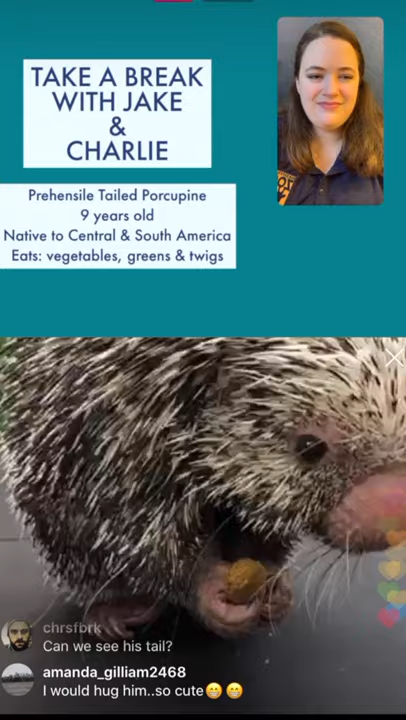 TAKE A BREAK
WITH JAKE
&
CHARLIE
Prehensile Tailed Porcupine
9 years old
Native to Central & South America
Eats: vegetables, greens & twigs
chrsfbrk
Can we see his tail?
amanda_gilliam2468
I would hug him..so cute😁😁